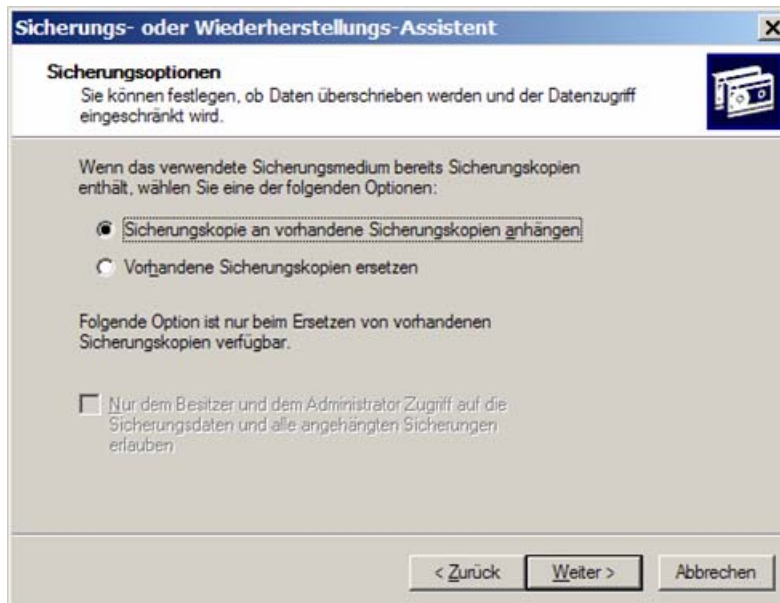 Sicherungs- oder Wiederherstellungs-Assistent
Sicherungsoptionen
Sie können festlegen, ob Daten überschrieben werden und der Datenzugriff
eingeschränkt wird.
Wenn das verwendete Sicherungsmedium bereits Sicherungskopien
enthält, wählen Sie eine der folgenden Optionen:
Sicherungskopie an vorhandene Sicherungskopien anhängen
Vorhandene Sicherungskopien ersetzen
Folgende Option ist nur beim Ersetzen von vorhandenen
Sicherungskopien verfügbar.
Nur dem Besitzer und dem Administrator Zugriff auf die
Sicherungsdaten und alle angehängten Sicherungen
erlauben
< Zurück Weiter > Abbrechen